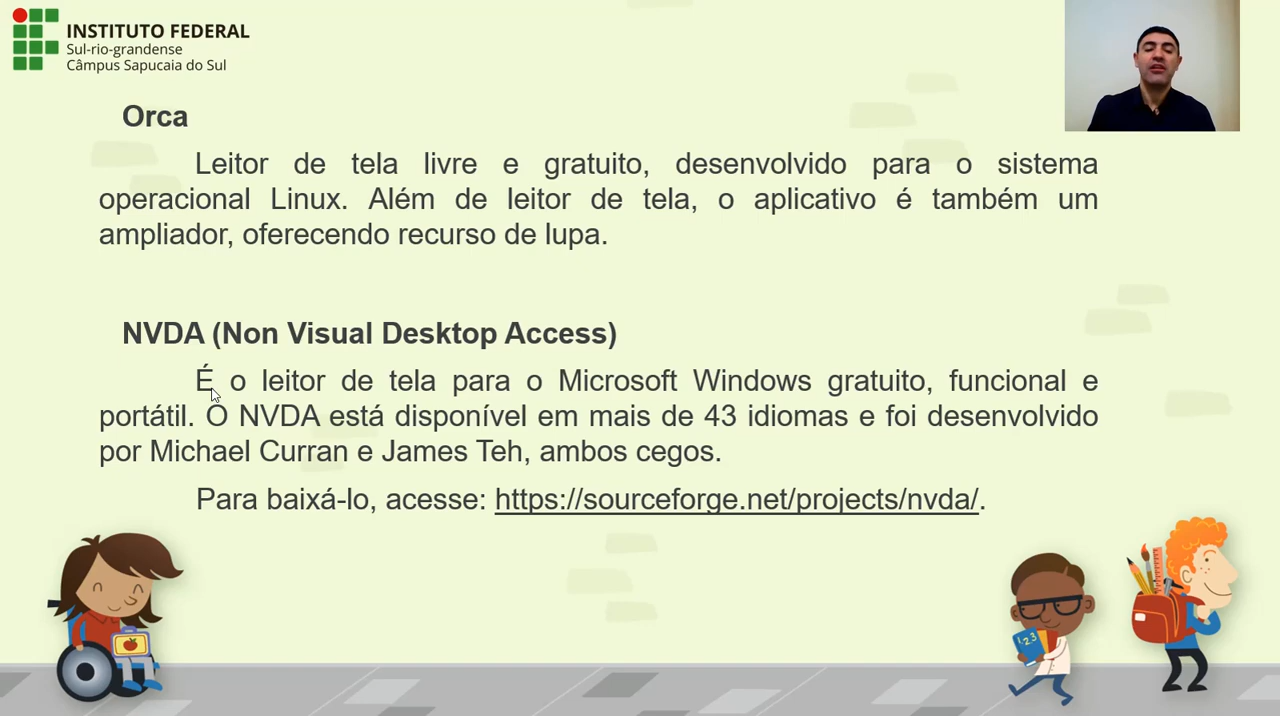 INSTITUTO FEDERAL
Sul-rio-grandense
Câmpus Sapucaia do Sul
Orca
Leitor de tela livre e gratuito, desenvolvido para o sistema
operacional Linux. Além de leitor de tela, o aplicativo é também um
ampliador, oferecendo recurso de lupa.
NVDA (Non Visual Desktop Access)
É o leitor de tela para o Microsoft Windows gratuito, funcional e
portátil. O NVDA está disponível em mais de 43 idiomas e foi desenvolvido
por Michael Curran e James Teh, ambos cegos.
Para baixá-lo, acesse: https://sourceforge.net/projects/nvda/.
123